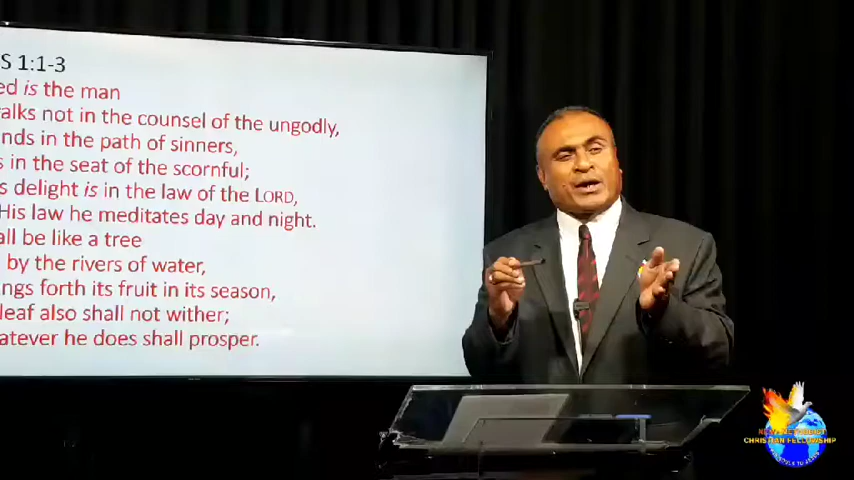 S 1:1-3
ed is the man
alks not in the counsel of the ungodly,
nds in the path of sinners,
s in the seat of the scornful;
s delight is in the law of the LORD,
His law he meditates day and night.
all be like a tree
by the rivers of water,
ngs forth its fruit in its season,
leaf also shall not wither;
atever he does shall prosper.
CHRISTIAN FELLOWSHIP